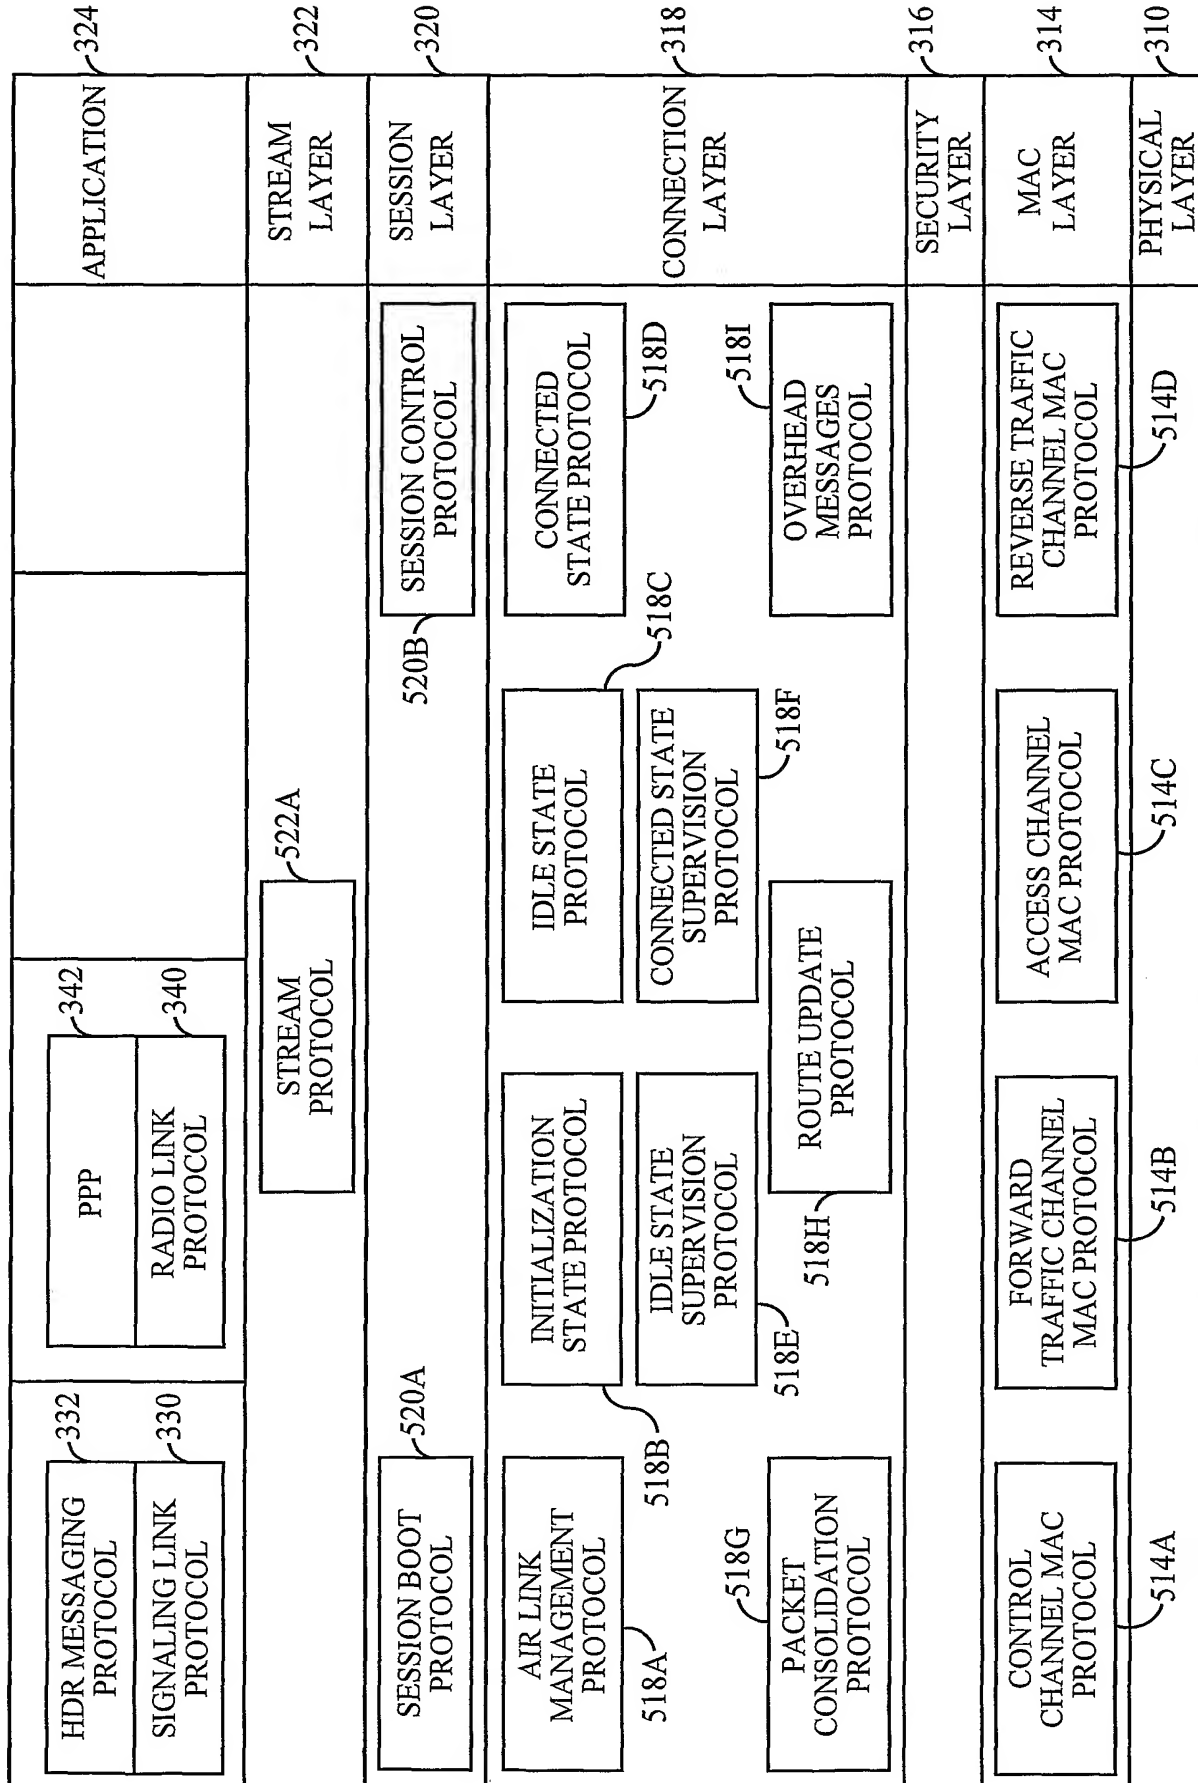 HDR MESSAGING
PROTOCOL
332
SIGNALING LINK
PROTOCOL
330
PPP
342
RADIO LINK
PROTOCOL
340
APPLICATION
324
STREAM
PROTOCOL
522A
STREAM
LAYER
322
SESSION BOOT
PROTOCOL
520A
SESSION CONTROL
PROTOCOL
520B
SESSION
LAYER
320
AIR LINK
MANAGEMENT
PROTOCOL
518A
INITIALIZATION
STATE PROTOCOL
518B
IDLE STATE
PROTOCOL
518C
CONNECTED
STATE PROTOCOL
518D
IDLE STATE
SUPERVISION
PROTOCOL
518E
CONNECTED STATE
SUPERVISION
PROTOCOL
518F
PACKET
CONSOLIDATION
PROTOCOL
518G
ROUTE UPDATE
PROTOCOL
518H
OVERHEAD
MESSAGES
PROTOCOL
518I
CONNECTION
LAYER
318
SECURITY
LAYER
316
CONTROL
CHANNEL MAC
PROTOCOL
514A
FORWARD
TRAFFIC CHANNEL
MAC PROTOCOL
514B
ACCESS CHANNEL
MAC PROTOCOL
514C
REVERSE TRAFFIC
CHANNEL MAC
PROTOCOL
514D
MAC
LAYER
314
PHYSICAL
LAYER
310